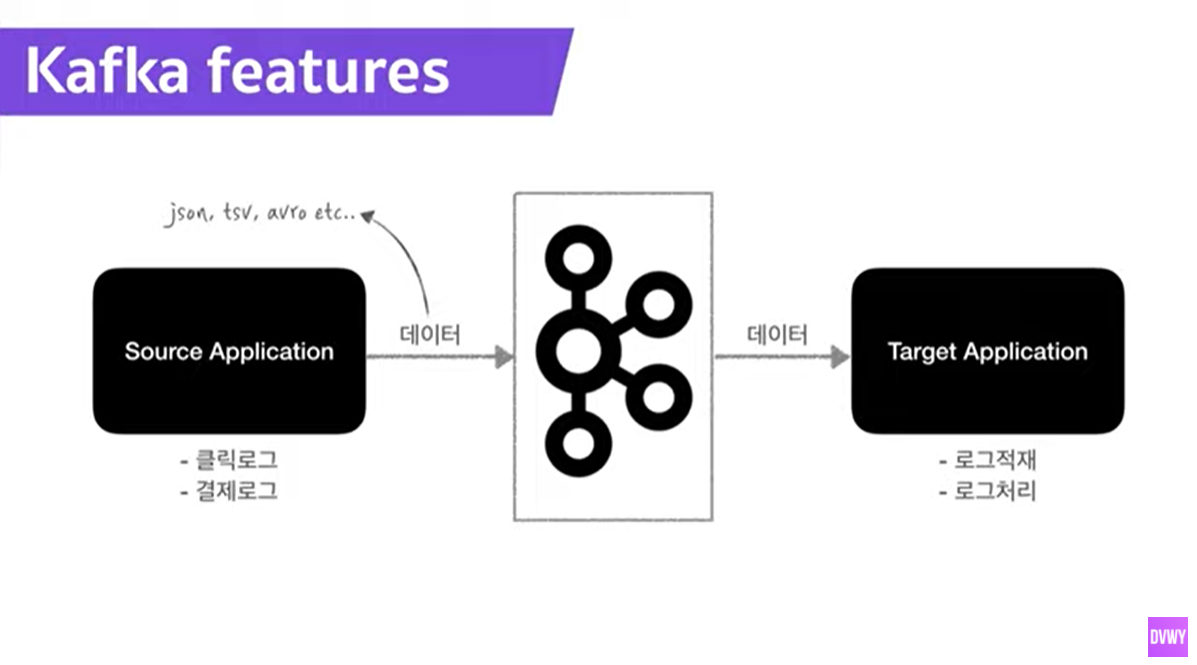 Kafka features
json, tsv, avro etc..
데이터
데이터
Source Application
Target Application
- 클릭로그
- 결제로그
- 로그적재
- 로그처리
DVWY